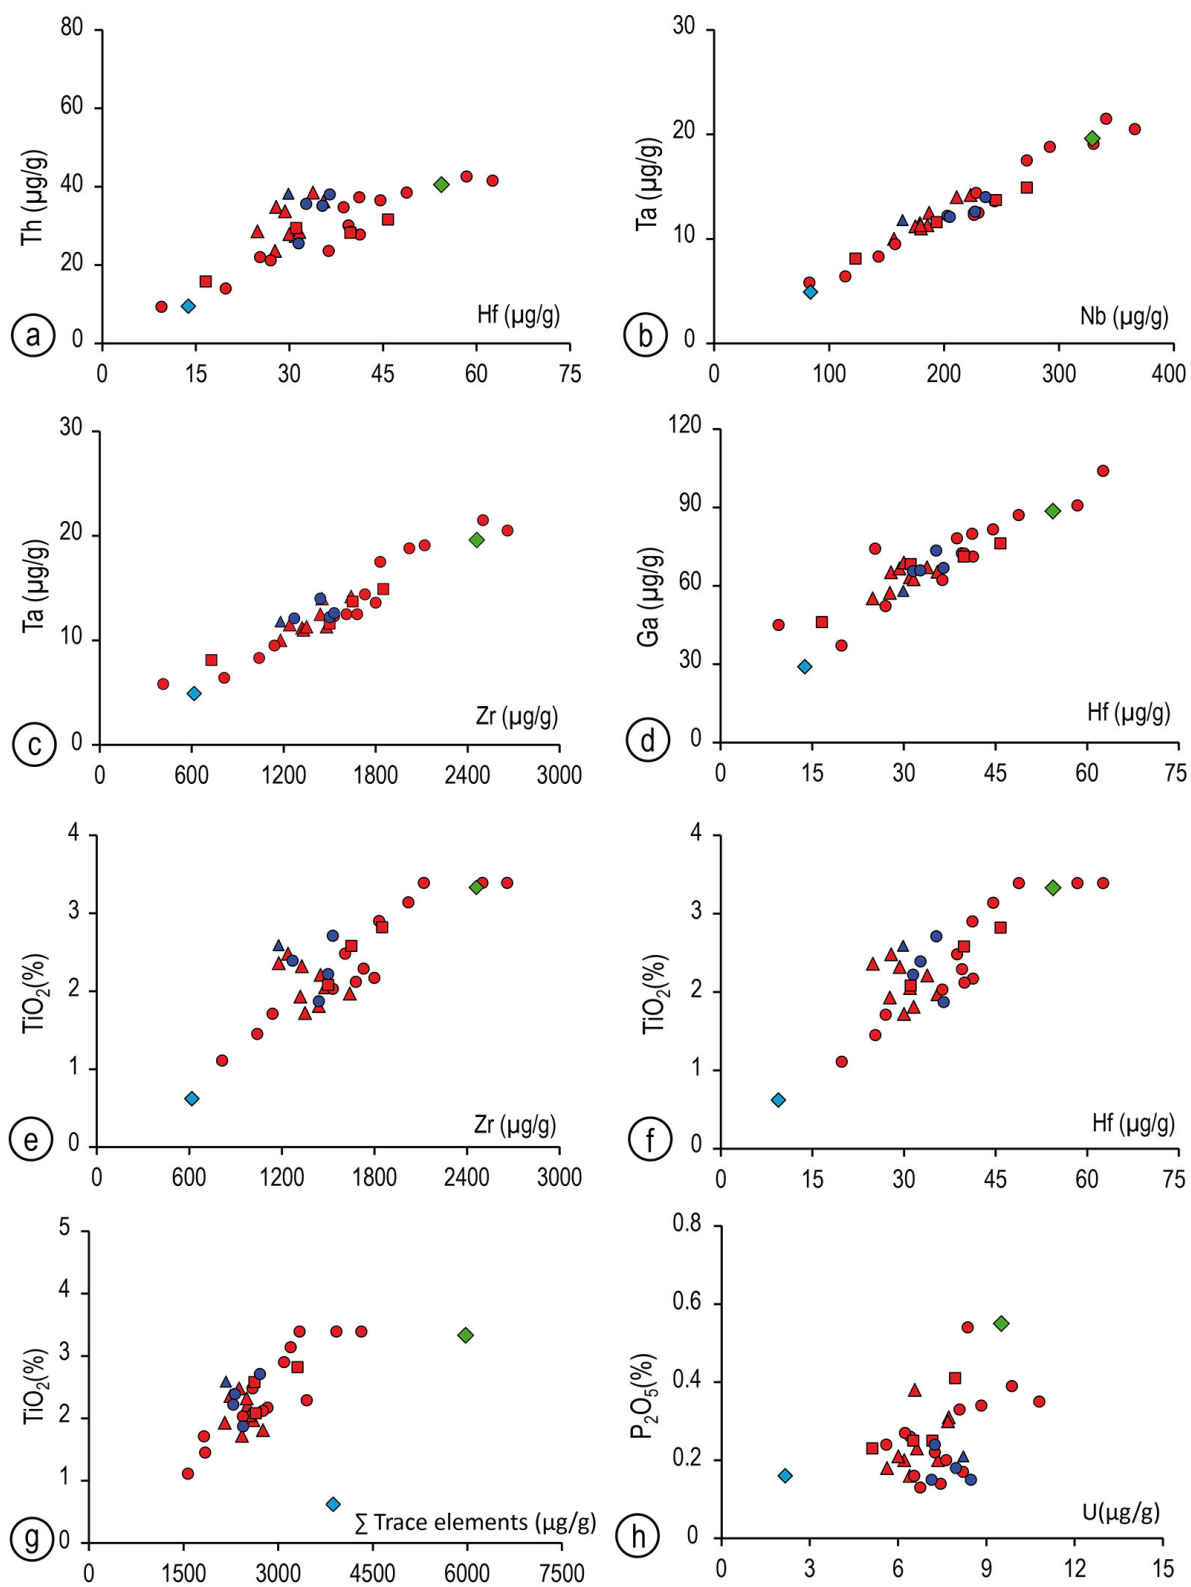 80
60
40
20
0
Th (µg/g)
Hf (µg/g)
a
0 15 30 45 60 75
30
20
10
0
Ta (µg/g)
Nb (µg/g)
b
0 100 200 300 400
30
20
10
0
Ta (µg/g)
Zr (µg/g)
c
0 600 1200 1800 2400 3000
120
90
60
30
0
Ga (µg/g)
Hf (µg/g)
d
0 15 30 45 60 75
4
3
2
1
0
TiO₂(%)
Zr (µg/g)
e
0 600 1200 1800 2400 3000
4
3
2
1
0
TiO₂(%)
Hf (µg/g)
f
0 15 30 45 60 75
5
4
3
2
1
0
TiO₂(%)
∑ Trace elements (µg/g)
g
0 1500 3000 4500 6000 7500
0.8
0.6
0.4
0.2
0
P₂O₅(%)
U(µg/g)
h
0 3 6 9 12 15